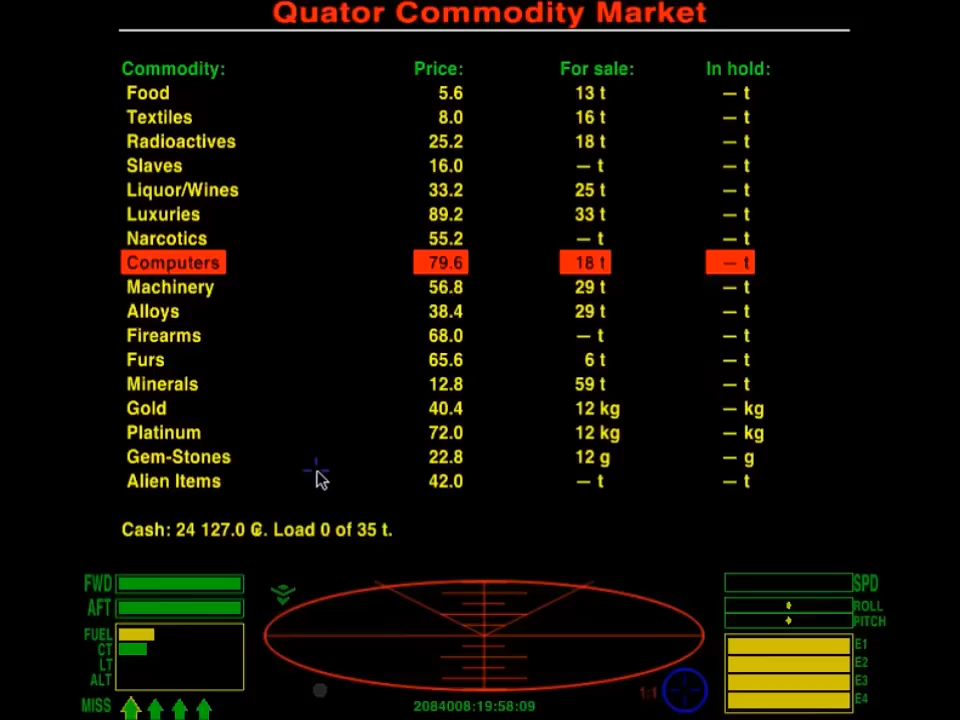 Quator Commodity Market
Commodity: Price: For sale: In hold:
Food 5.6 13 t — t
Textiles 8.0 16 t — t
Radioactives 25.2 18 t — t
Slaves 16.0 — t — t
Liquor/Wines 33.2 25 t — t
Luxuries 89.2 33 t — t
Narcotics 55.2 — t — t
Computers 79.6 18 t — t
Machinery 56.8 29 t — t
Alloys 38.4 29 t — t
Firearms 68.0 — t — t
Furs 65.6 6 t — t
Minerals 12.8 59 t — t
Gold 40.4 12 kg — kg
Platinum 72.0 12 kg — kg
Gem-Stones 22.8 12 g — g
Alien Items 42.0 — t — t
Cash: 24 127.0 ₢. Load 0 of 35 t.
FWD SPD
AFT ROLL
PITCH
FUEL E1
CT E2
LT
ALT E3
MISS 1:1 E4
2084008:19:58:09